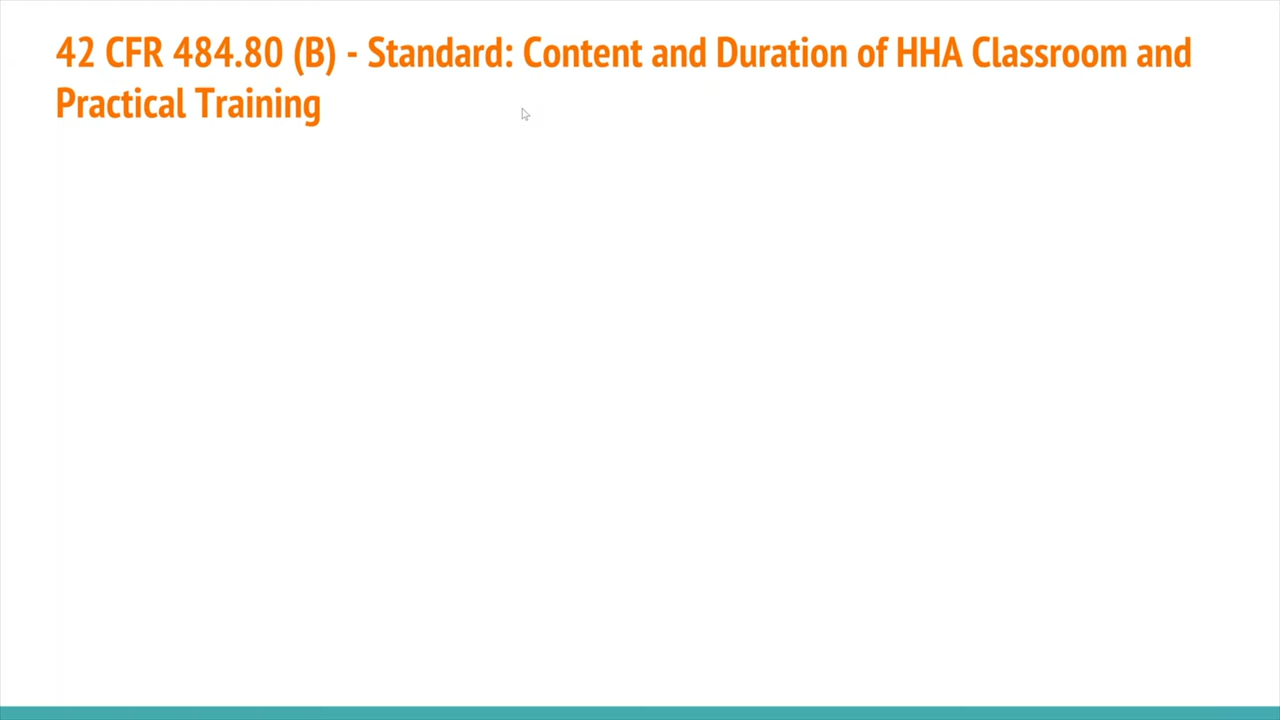 42 CFR 484.80 (B) - Standard: Content and Duration of HHA Classroom and
Practical Training